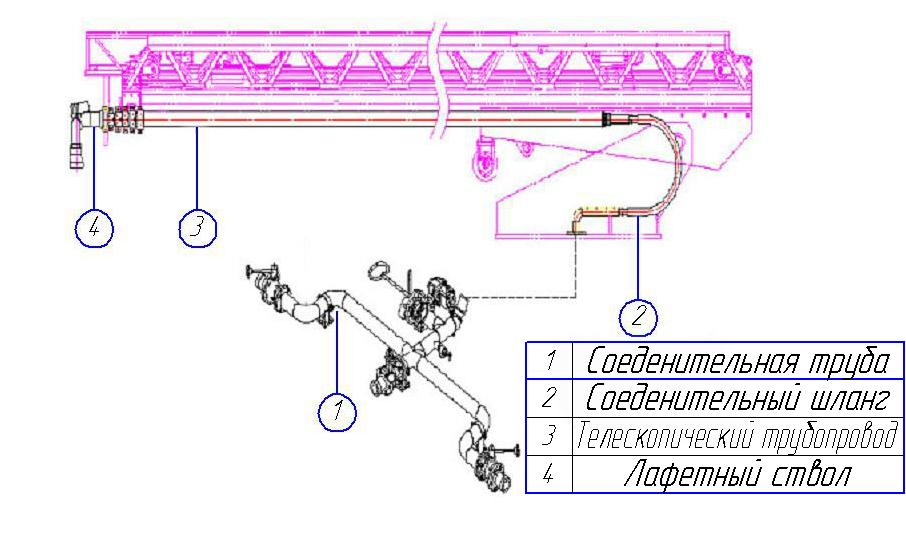 4
3
2
1
1 Соеденительная труба
2 Соеденительный шланг
3 Телескопический трубопровод
4 Лафетный ствол